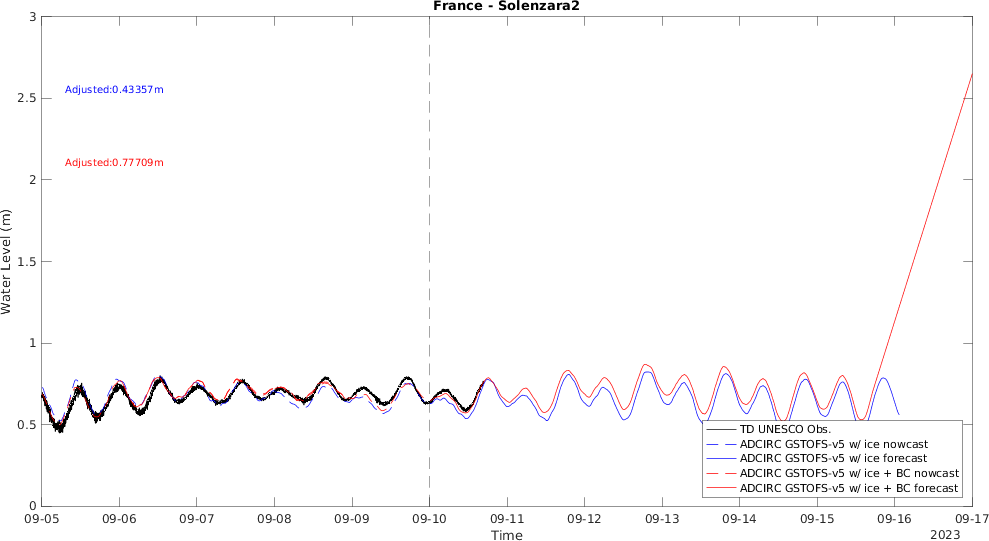 France - Solenzara2
3
2.5
2
1.5
1
0.5
0
Water Level (m)
Adjusted:0.43357m
Adjusted:0.77709m
TD UNESCO Obs.
ADCIRC GSTOFS-v5 w/ ice nowcast
ADCIRC GSTOFS-v5 w/ ice forecast
ADCIRC GSTOFS-v5 w/ ice + BC nowcast
ADCIRC GSTOFS-v5 w/ ice + BC forecast
09-05 09-06 09-07 09-08 09-09 09-10 09-11 09-12 09-13 09-14 09-15 09-16 09-17
Time
2023